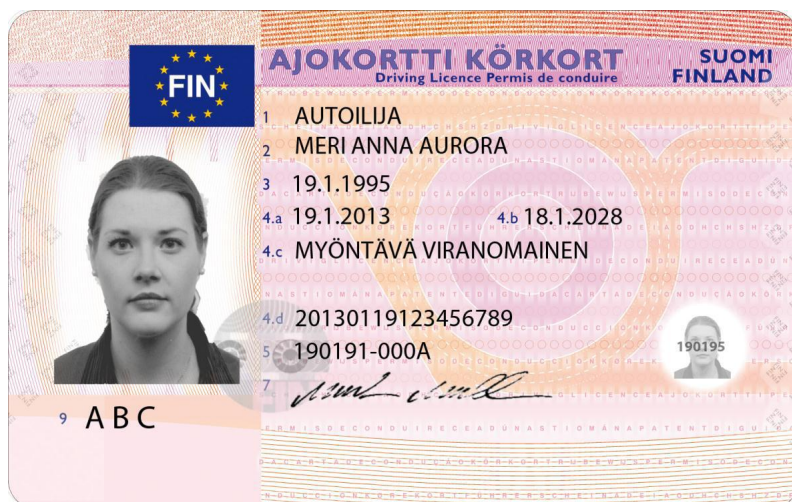 FIN
AJOKORTTI KÖRKORT
Driving Licence Permis de conduire
SUOMI
FINLAND
1 AUTOILIJA
2 MERI ANNA AURORA
3 19.1.1995
4.a 19.1.2013 4.b 18.1.2028
4.c MYÖNTÄVÄ VIRANOMAINEN
4.d 20130119123456789
5 190191-000A
190195
7
9 A B C